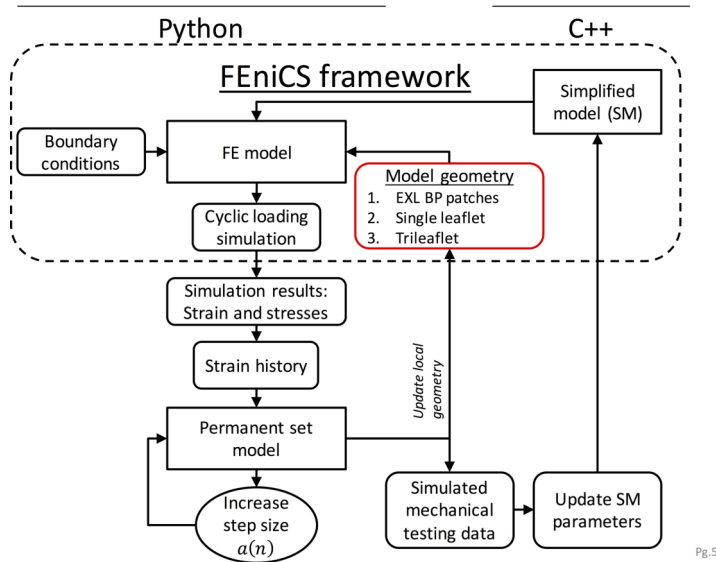 Python
C++
FEniCS framework
Simplified
model (SM)
Boundary
conditions
FE model
Model geometry
1. EXL BP patches
2. Single leaflet
3. Trileaflet
Cyclic loading
simulation
Simulation results:
Strain and stresses
Strain history
Update local
geometry
Permanent set
model
Increase
step size
a(n)
Simulated
mechanical
testing data
Update SM
parameters
Pg.5